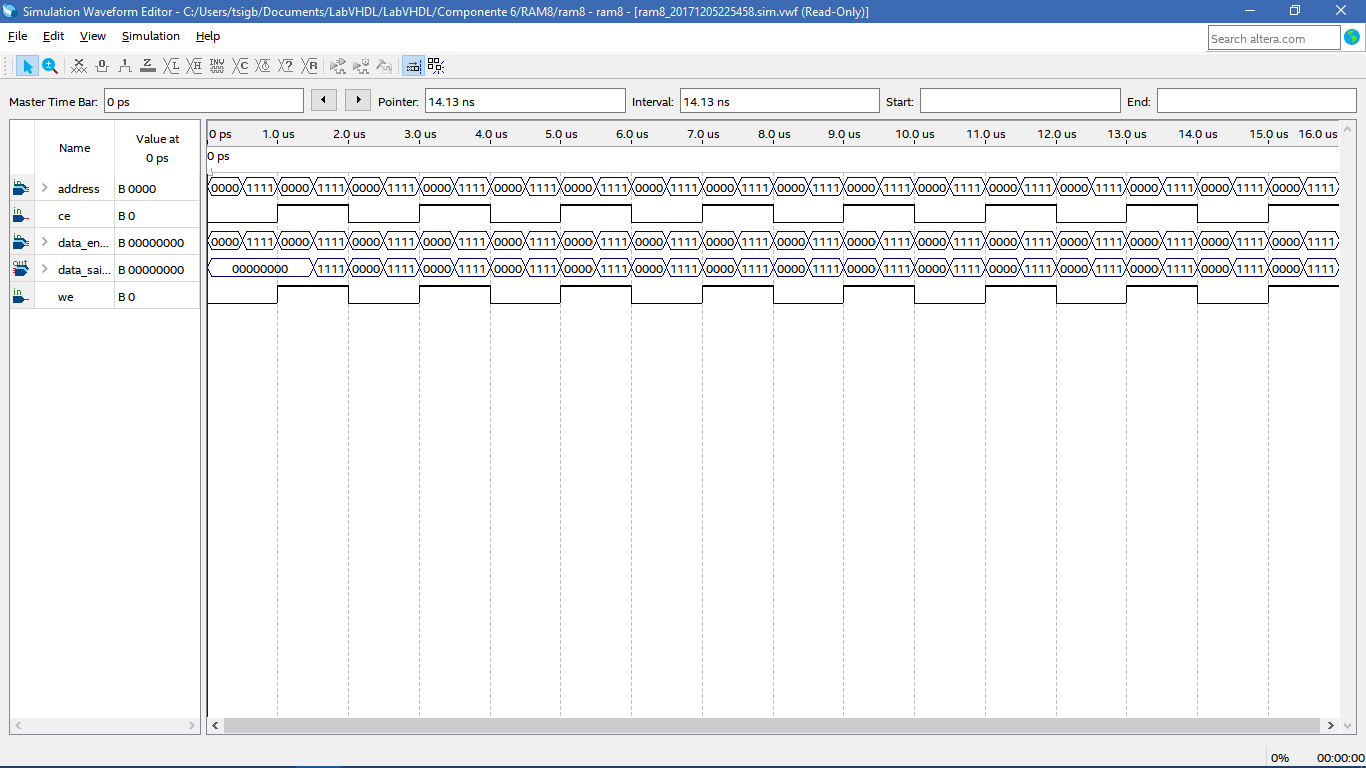 Simulation Waveform Editor - C:/Users/tsigb/Documents/LabVHDL/LabVHDL/Componente 6/RAM8/ram8 - ram8 - [ram8_20171205225458.sim.vwf (Read-Only)]
File Edit View Simulation Help
Search altera.com
Master Time Bar: 0 ps Pointer: 14.13 ns Interval: 14.13 ns Start: End:
Name Value at 0 ps
0 ps 1.0 us 2.0 us 3.0 us 4.0 us 5.0 us 6.0 us 7.0 us 8.0 us 9.0 us 10.0 us 11.0 us 12.0 us 13.0 us 14.0 us 15.0 us 16.0 us
0 ps
address B 0000 0000 1111 0000 1111 0000 1111 0000 1111 0000 1111 0000 1111 0000 1111 0000 1111 0000 1111 0000 1111 0000 1111 0000 1111 0000 1111 0000 1111 0000 1111 0000 1111
ce B 0
data_en... B 00000000 0000 1111 0000 1111 0000 1111 0000 1111 0000 1111 0000 1111 0000 1111 0000 1111 0000 1111 0000 1111 0000 1111 0000 1111 0000 1111 0000 1111 0000 1111 0000 1111
data_sai... B 00000000 00000000 1111 0000 1111 0000 1111 0000 1111 0000 1111 0000 1111 0000 1111 0000 1111 0000 1111 0000 1111 0000 1111 0000 1111 0000 1111 0000 1111 0000 1111
we B 0
0% 00:00:00